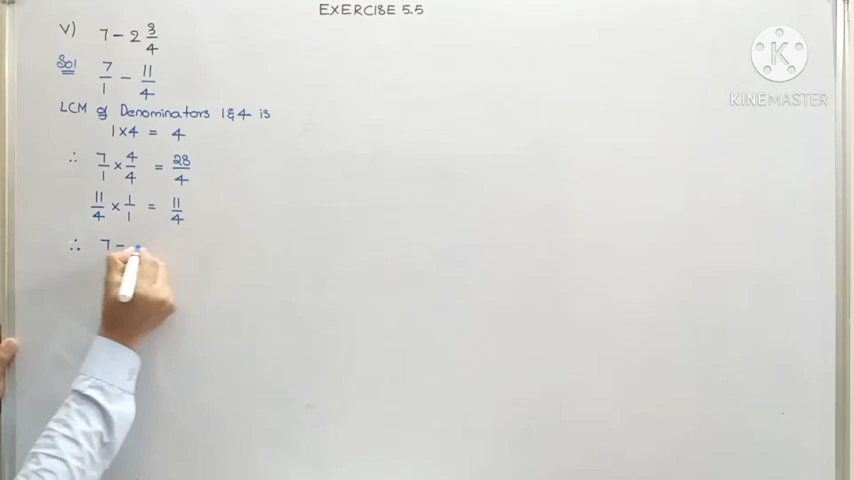 EXERCISE 5.5
v) 7 - 2 3/4
Sol 7/1 - 11/4
LCM of Denominators 1 & 4 is
1 × 4 = 4
∴ 7/1 × 4/4 = 28/4
11/4 × 1/1 = 11/4
∴ 7 -
K
KINEMASTER